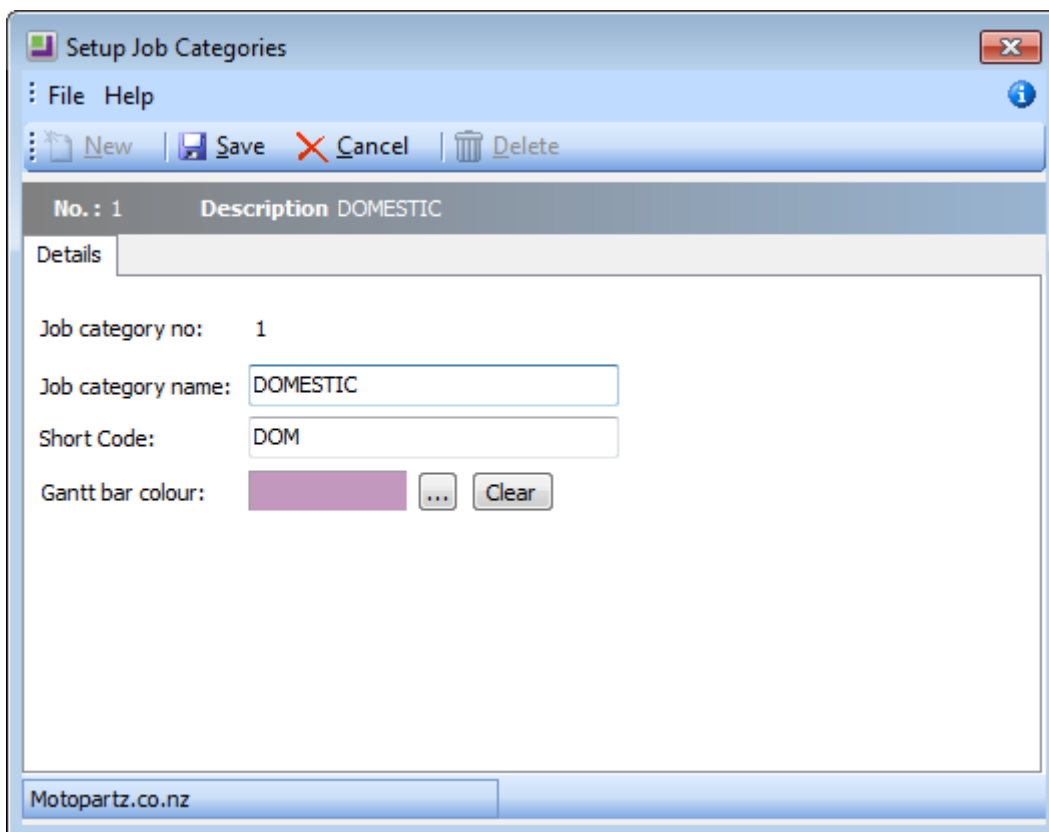 Setup Job Categories
File Help
New Save Cancel Delete
No. : 1 Description DOMESTIC
Details
Job category no: 1
Job category name: DOMESTIC
Short Code: DOM
Gantt bar colour: ... Clear
Motopartz.co.nz